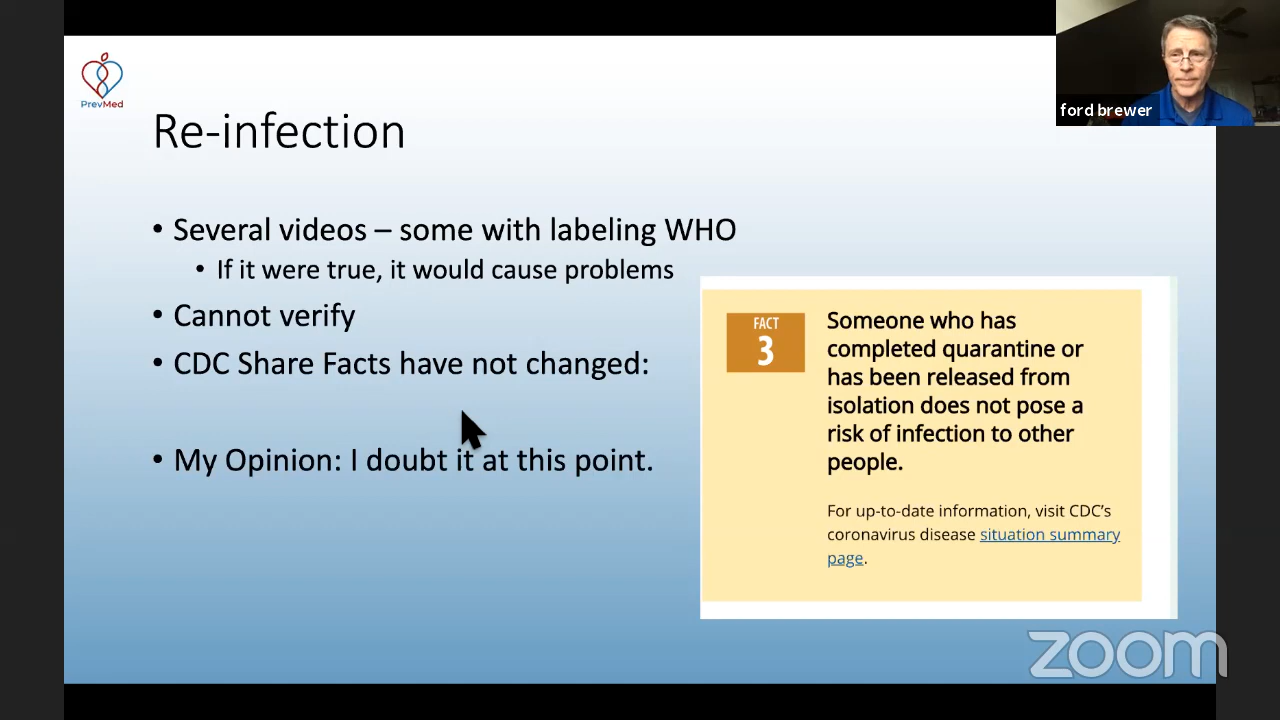 PrevMed
ford brewer
Re-infection
• Several videos – some with labeling WHO
• If it were true, it would cause problems
• Cannot verify
• CDC Share Facts have not changed:
• My Opinion: I doubt it at this point.
FACT
3
Someone who has
completed quarantine or
has been released from
isolation does not pose a
risk of infection to other
people.
For up-to-date information, visit CDC’s
coronavirus disease situation summary
page.
zoom